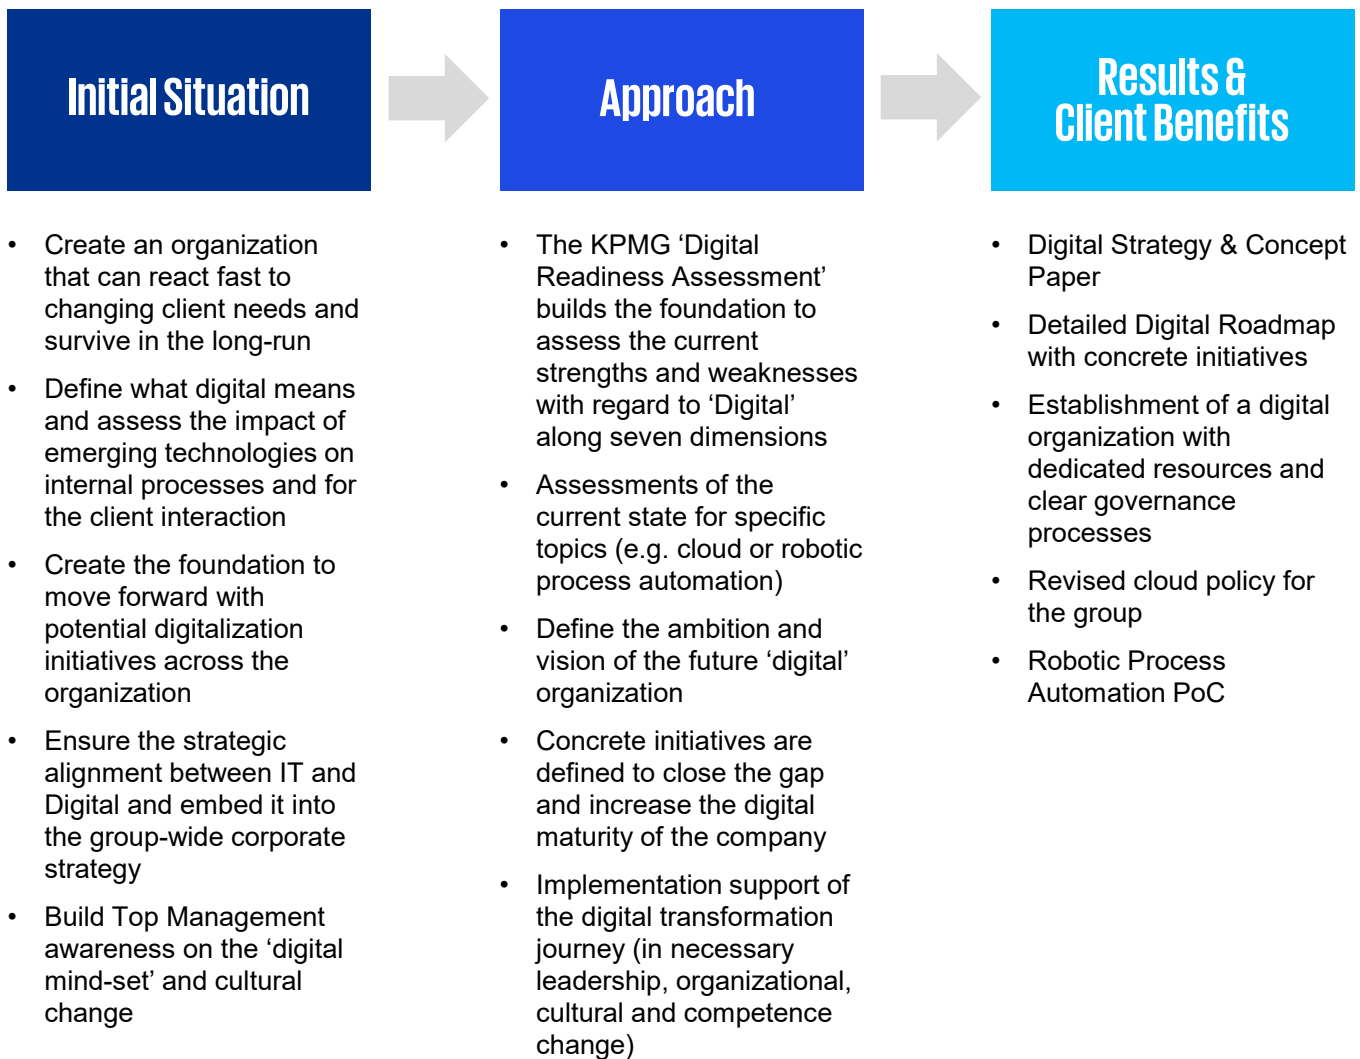 Initial Situation
• Create an organization
that can react fast to
changing client needs and
survive in the long-run
• Define what digital means
and assess the impact of
emerging technologies on
internal processes and for
the client interaction
• Create the foundation to
move forward with
potential digitalization
initiatives across the
organization
• Ensure the strategic
alignment between IT and
Digital and embed it into
the group-wide corporate
strategy
• Build Top Management
awareness on the ‘digital
mind-set’ and cultural
change
Approach
• The KPMG ‘Digital
Readiness Assessment’
builds the foundation to
assess the current
strengths and weaknesses
with regard to ‘Digital’
along seven dimensions
• Assessments of the
current state for specific
topics (e.g. cloud or robotic
process automation)
• Define the ambition and
vision of the future ‘digital’
organization
• Concrete initiatives are
defined to close the gap
and increase the digital
maturity of the company
• Implementation support of
the digital transformation
journey (in necessary
leadership, organizational,
cultural and competence
change)
Results &
Client Benefits
• Digital Strategy & Concept
Paper
• Detailed Digital Roadmap
with concrete initiatives
• Establishment of a digital
organization with
dedicated resources and
clear governance
processes
• Revised cloud policy for
the group
• Robotic Process
Automation PoC